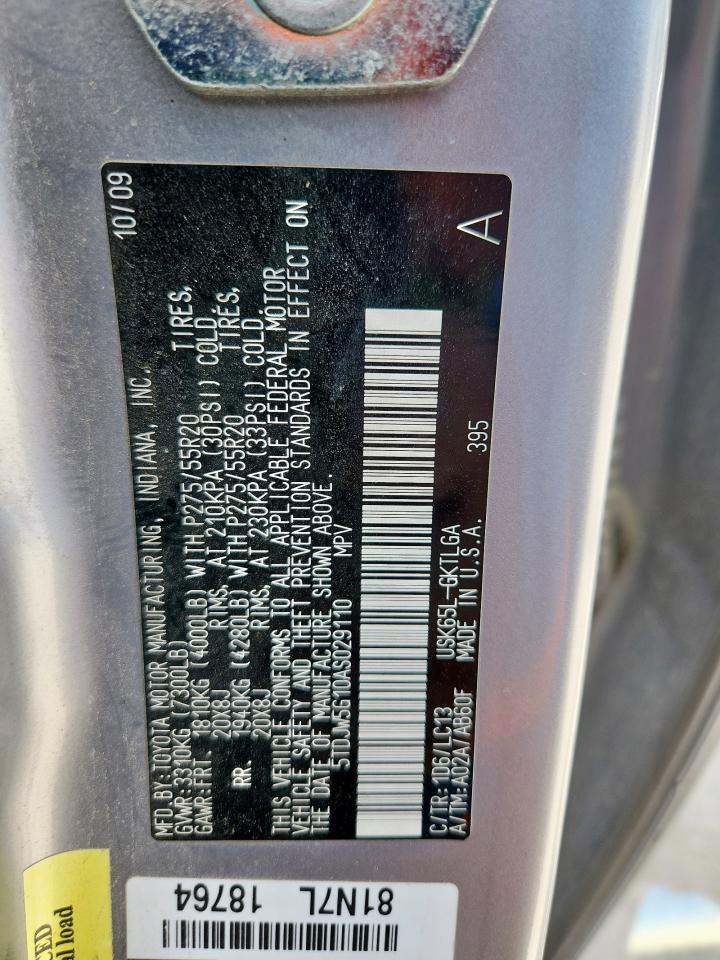 MFD.BY:TOYOTA MOTOR MANUFACTURING, INDIANA, INC. 10/09
GVWR:3310KG(7300LB)
GAWR:FRT. 1810KG (4000LB) WITH P275/55R20 TIRES,
20X8J RIMS, AT 210KPA (30PSI) COLD.
RR. 1940KG (4280LB) WITH P275/55R20 TIRES,
20X8J RIMS, AT 230KPA (33PSI) COLD.
THIS VEHICLE CONFORMS TO ALL APPLICABLE FEDERAL MOTOR
VEHICLE SAFETY AND THEFT PREVENTION STANDARDS IN EFFECT ON
THE DATE OF MANUFACTURE SHOWN ABOVE.
5TDJW5G10AS029110 MPV
A
C/TR:1D6/LC13 USK65L-GKTLGA
A/TM:A02A/AB60F MADE IN U.S.A. 395
81N7L
18764
CED
al load